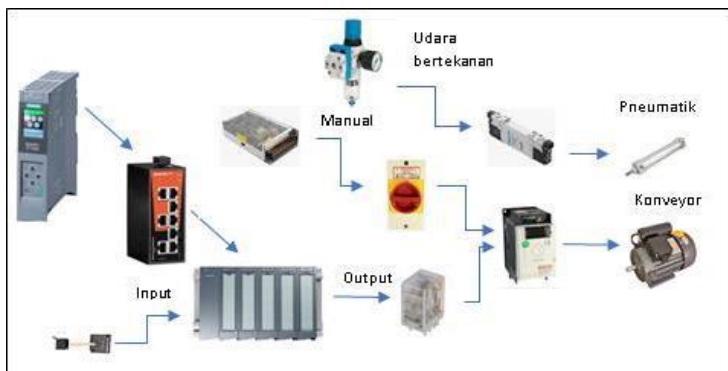 Udara
bertekanan
Manual
Pneumatik
Konveyor
Input
Output